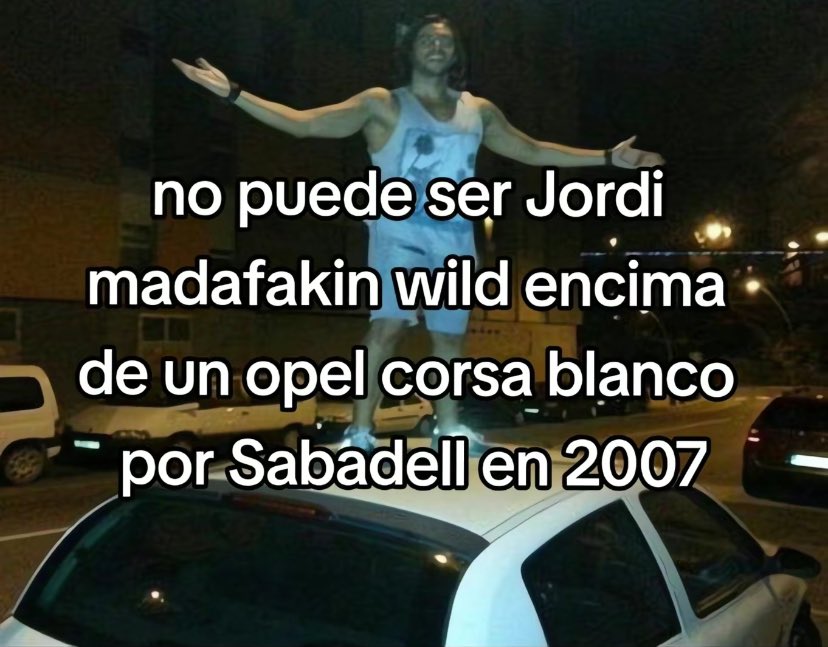 no puede ser Jordi
madafakin wild encima
de un opel corsa blanco
por Sabadell en 2007